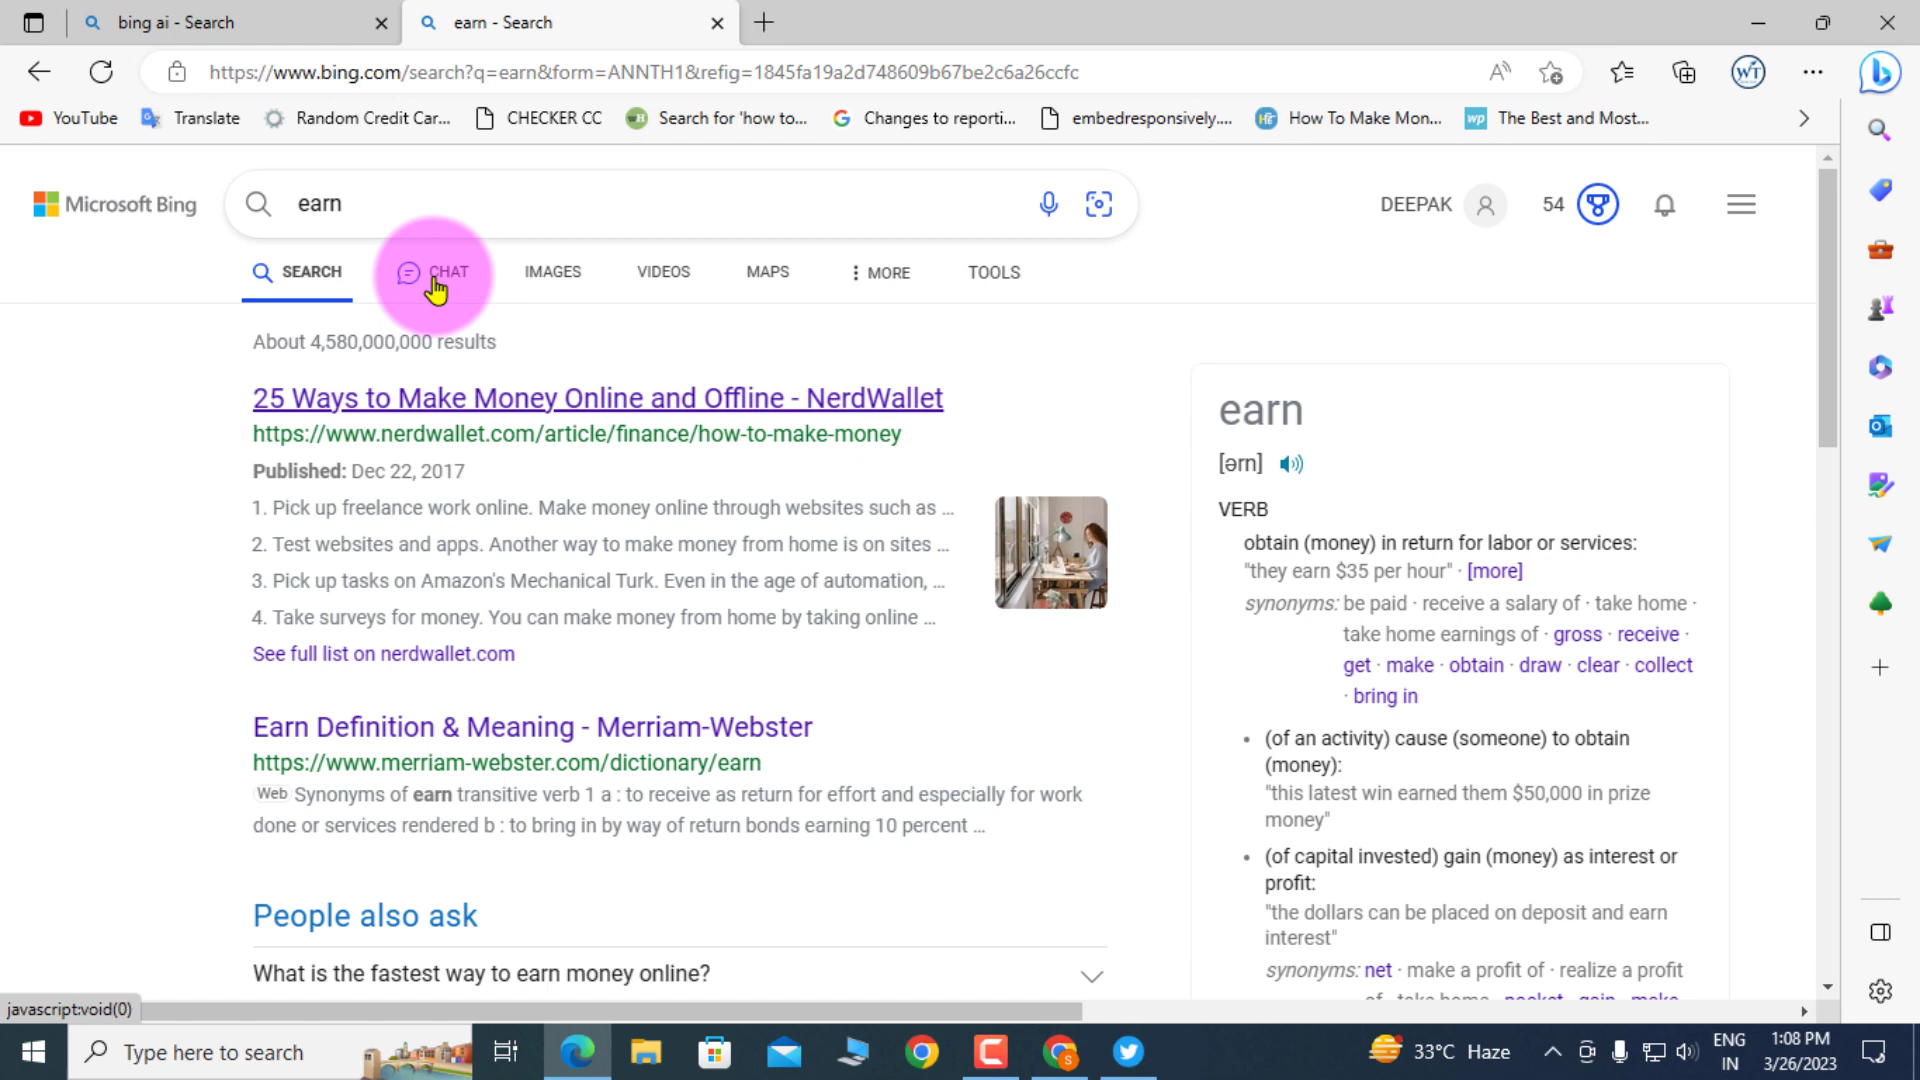 bing ai - Search
earn - Search
https://www.bing.com/search?q=earn&form=ANNTH1&refig=1845fa19a2d748609b67be2c6a26ccfc
A
WT
b
YouTube
Translate
Random Credit Car...
CHECKER CC
Search for 'how to...
Changes to reporti...
embedresponsively....
How To Make Mon...
wp
The Best and Most...
Microsoft Bing
earn
DEEPAK
54
SEARCH
CHAT
IMAGES
VIDEOS
MAPS
MORE
TOOLS
About 4,580,000,000 results
25 Ways to Make Money Online and Offline - NerdWallet
https://www.nerdwallet.com/article/finance/how-to-make-money
Published: Dec 22, 2017
1. Pick up freelance work online. Make money online through websites such as ...
2. Test websites and apps. Another way to make money from home is on sites ...
3. Pick up tasks on Amazon's Mechanical Turk. Even in the age of automation, ...
4. Take surveys for money. You can make money from home by taking online ...
See full list on nerdwallet.com
Earn Definition & Meaning - Merriam-Webster
https://www.merriam-webster.com/dictionary/earn
Web Synonyms of earn transitive verb 1 a : to receive as return for effort and especially for work
done or services rendered b : to bring in by way of return bonds earning 10 percent ...
People also ask
What is the fastest way to earn money online?
earn
[ərn]
VERB
obtain (money) in return for labor or services:
"they earn $35 per hour" · [more]
synonyms: be paid · receive a salary of · take home ·
take home earnings of · gross · receive ·
get · make · obtain · draw · clear · collect
· bring in
• (of an activity) cause (someone) to obtain
(money):
"this latest win earned them $50,000 in prize
money"
• (of capital invested) gain (money) as interest or
profit:
"the dollars can be placed on deposit and earn
interest"
synonyms: net · make a profit of · realize a profit
of · take home · pocket · gain · make
javascript:void(0)
Type here to search
33°C Haze
ENG
IN
1:08 PM
3/26/2023